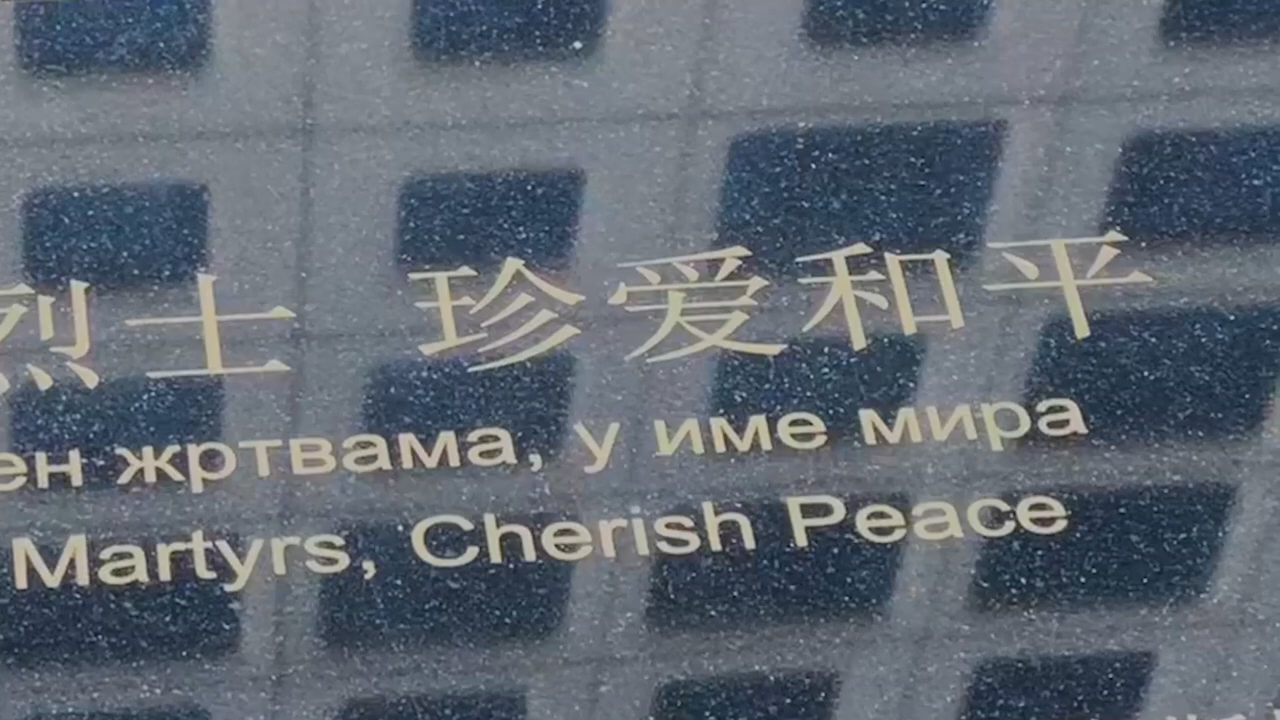 烈士 珍爱和平
ен жртвама, у име мира
Martyrs, Cherish Peace